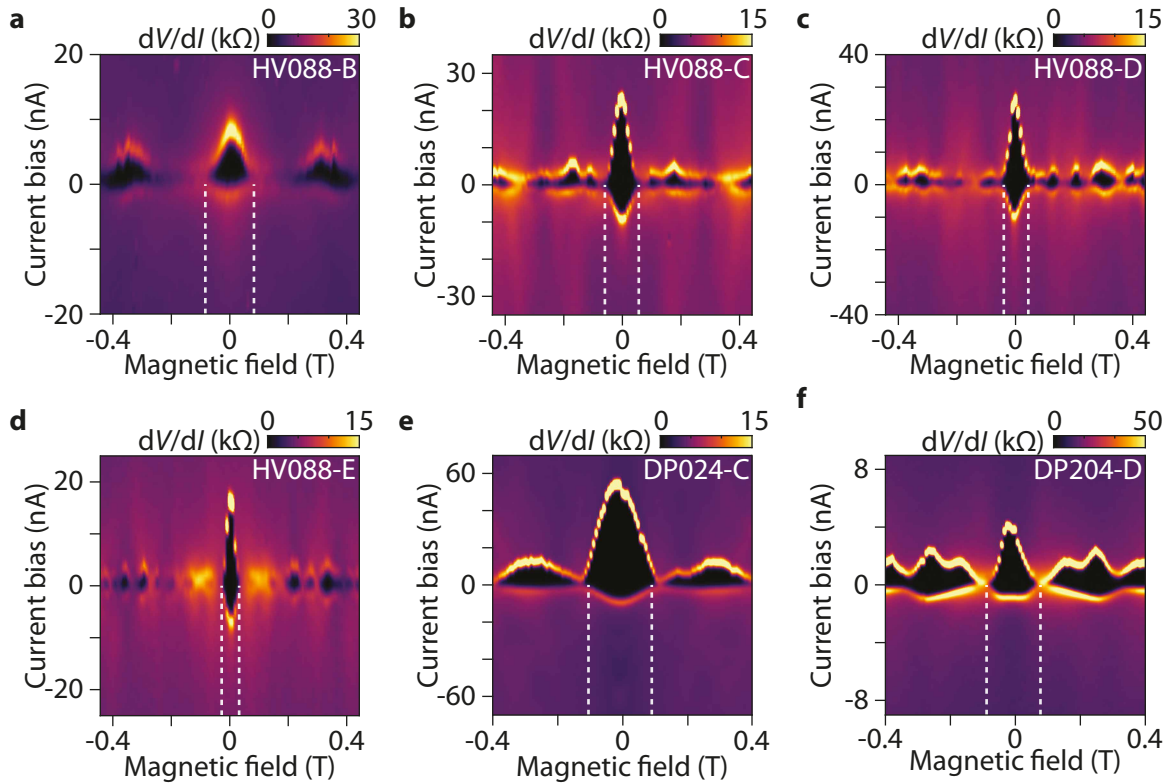 a
dV/dI (kΩ)
0 30
HV088-B
Current bias (nA)
20
0
-20
-0.4 0 0.4
Magnetic field (T)
b
dV/dI (kΩ)
0 15
HV088-C
Current bias (nA)
30
0
-30
-0.4 0 0.4
Magnetic field (T)
c
dV/dI (kΩ)
0 15
HV088-D
Current bias (nA)
40
0
-40
-0.4 0 0.4
Magnetic field (T)
d
dV/dI (kΩ)
0 15
HV088-E
Current bias (nA)
20
0
-20
-0.4 0 0.4
Magnetic field (T)
e
dV/dI (kΩ)
0 15
DP024-C
Current bias (nA)
60
0
-60
-0.4 0 0.4
Magnetic field (T)
f
dV/dI (kΩ)
0 50
DP204-D
Current bias (nA)
8
0
-8
-0.4 0 0.4
Magnetic field (T)